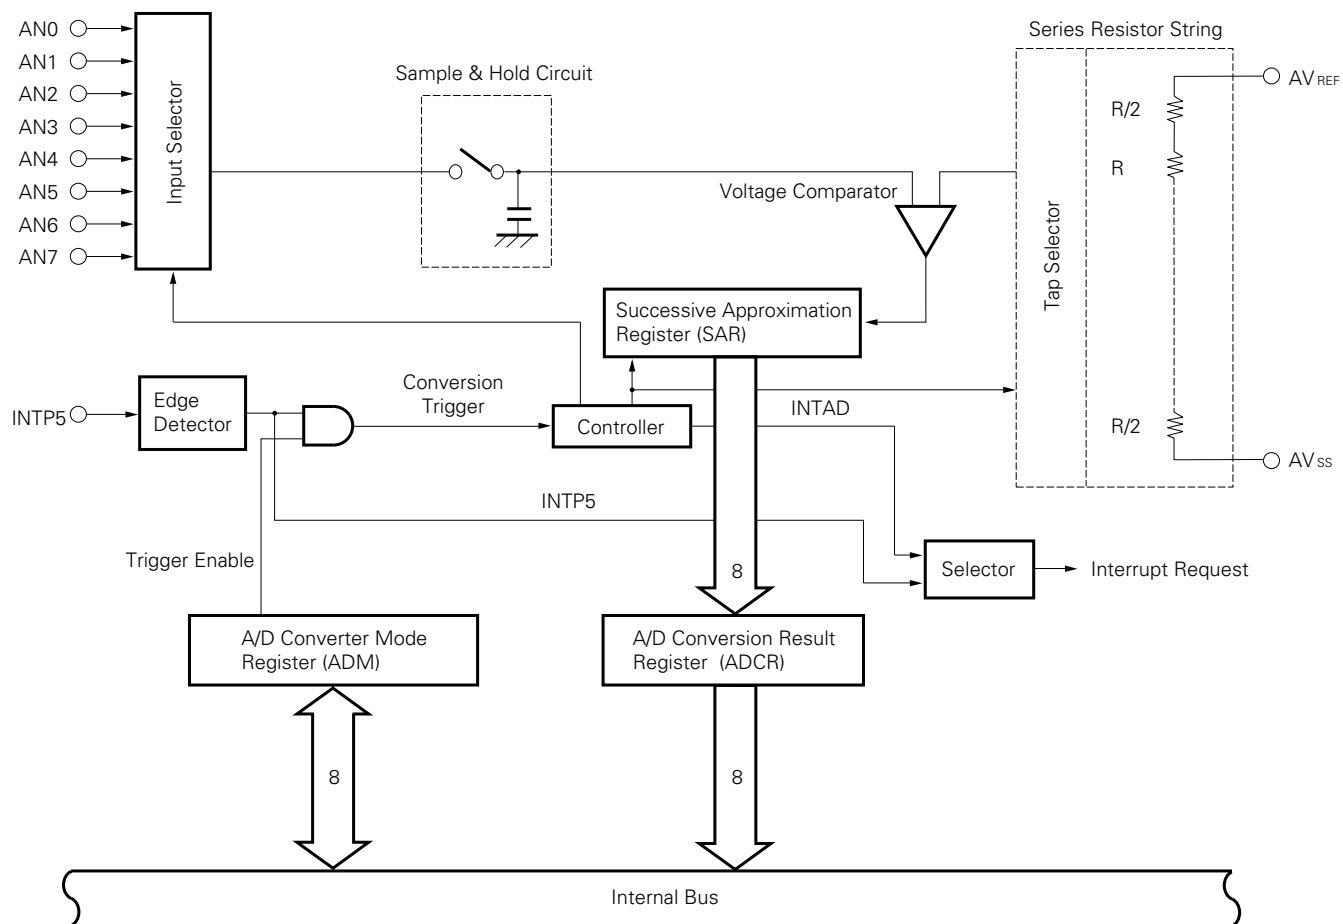 Series Resistor String
AN0
AN1
AN2
AN3
AN4
AN5
AN6
AN7
Input Selector
Sample & Hold Circuit
Voltage Comparator
Tap Selector
AVREF
R/2
R
R/2
AVSS
Successive Approximation
Register (SAR)
INTP5
Edge
Detector
Conversion
Trigger
Controller
INTAD
INTP5
Trigger Enable
8
Selector
Interrupt Request
A/D Converter Mode
Register (ADM)
A/D Conversion Result
Register (ADCR)
8
8
Internal Bus